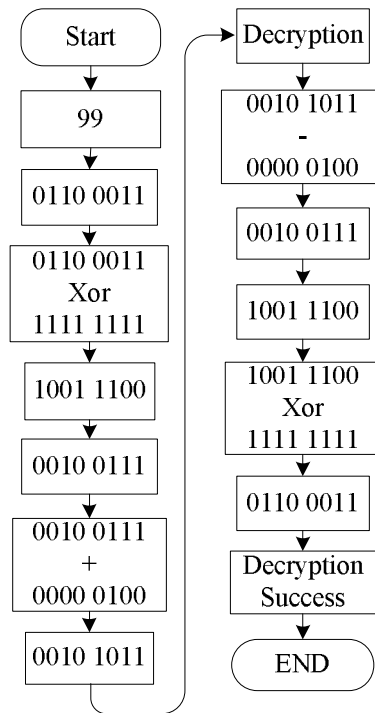 Start
99
0110 0011
0110 0011
Xor
1111 1111
1001 1100
0010 0111
0010 0111
+
0000 0100
0010 1011
Decryption
0010 1011
-
0000 0100
0010 0111
1001 1100
1001 1100
Xor
1111 1111
0110 0011
Decryption
Success
END